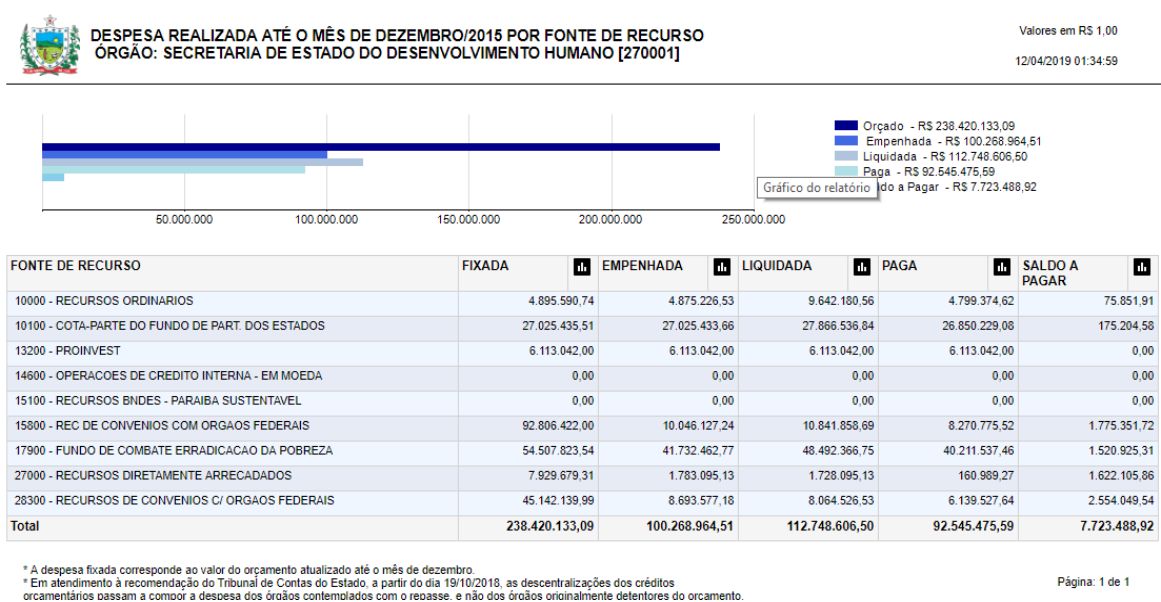 DESPESA REALIZADA ATÉ O MÊS DE DEZEMBRO/2015 POR FONTE DE RECURSO
ÓRGÃO: SECRETARIA DE ESTADO DO DESENVOLVIMENTO HUMANO [270001]
Valores em R$ 1,00
12/04/2019 01:34:59
Orçado - R$ 238.420.133,09
Empenhada - R$ 100.268.964,51
Liquidada - R$ 112.748.606,50
Paga - R$ 92.545.475,59
Gráfico do relatório
do a Pagar - R$ 7.723.488,92
50.000.000 100.000.000 150.000.000 200.000.000 250.000.000
FONTE DE RECURSO FIXADA EMPENHADA LIQUIDADA PAGA SALDO A PAGAR
10000 - RECURSOS ORDINARIOS 4.895.590,74 4.875.226,53 9.642.180,56 4.799.374,62 75.851,91
10100 - COTA-PARTE DO FUNDO DE PART. DOS ESTADOS 27.025.435,51 27.025.433,66 27.866.536,84 26.850.229,08 175.204,58
13200 - PROINVEST 6.113.042,00 6.113.042,00 6.113.042,00 6.113.042,00 0,00
14600 - OPERACOES DE CREDITO INTERNA - EM MOEDA 0,00 0,00 0,00 0,00 0,00
15100 - RECURSOS BNDES - PARAIBA SUSTENTAVEL 0,00 0,00 0,00 0,00 0,00
15800 - REC DE CONVENIOS COM ORGAOS FEDERAIS 92.806.422,00 10.046.127,24 10.841.858,69 8.270.775,52 1.775.351,72
17900 - FUNDO DE COMBATE ERRADICACAO DA POBREZA 54.507.823,54 41.732.462,77 48.492.366,75 40.211.537,46 1.520.925,31
27000 - RECURSOS DIRETAMENTE ARRECADADOS 7.929.679,31 1.783.095,13 1.728.095,13 160.989,27 1.622.105,86
28300 - RECURSOS DE CONVENIOS C/ ORGAOS FEDERAIS 45.142.139,99 8.693.577,18 8.064.526,53 6.139.527,64 2.554.049,54
Total 238.420.133,09 100.268.964,51 112.748.606,50 92.545.475,59 7.723.488,92
* A despesa fixada corresponde ao valor do orçamento atualizado até o mês de dezembro.
* Em atendimento à recomendação do Tribunal de Contas do Estado, a partir do dia 19/10/2018, as descentralizações dos créditos
orçamentários passam a compor a despesa dos órgãos contemplados com o repasse, e não dos órgãos originalmente detentores do orçamento.
Página: 1 de 1